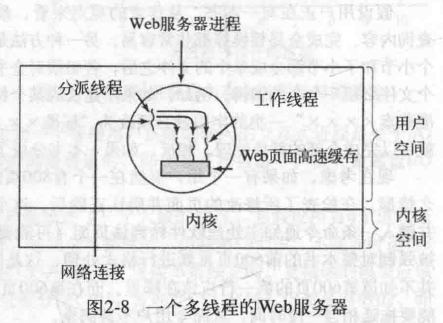 Web服务器进程
分派线程
工作线程
Web页面高速缓存
用户
空间
内核
内核
空间
网络连接
图2-8 一个多线程的Web服务器